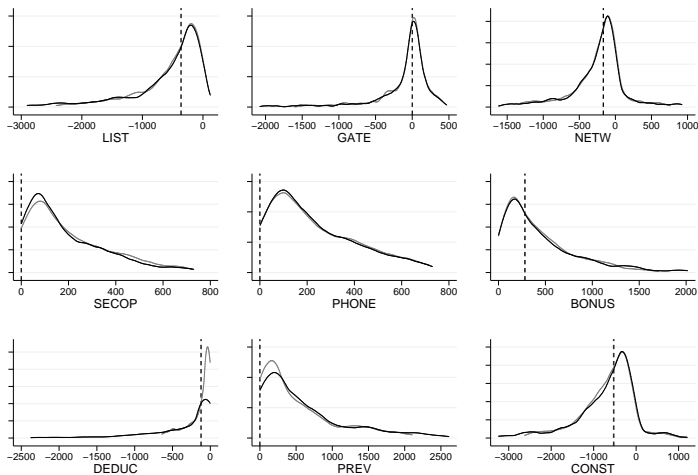 −3000 −2000 −1000 0
LIST
−2000 −1500 −1000 −500 0 500
GATE
−1500 −1000 −500 0 500 1000
NETW
0 200 400 600 800
SECOP
0 200 400 600 800
PHONE
0 500 1000 1500 2000
BONUS
−2500 −2000 −1500 −1000 −500 0
DEDUC
0 500 1000 1500 2000 2500
PREV
−3000 −2000 −1000 0 1000
CONST